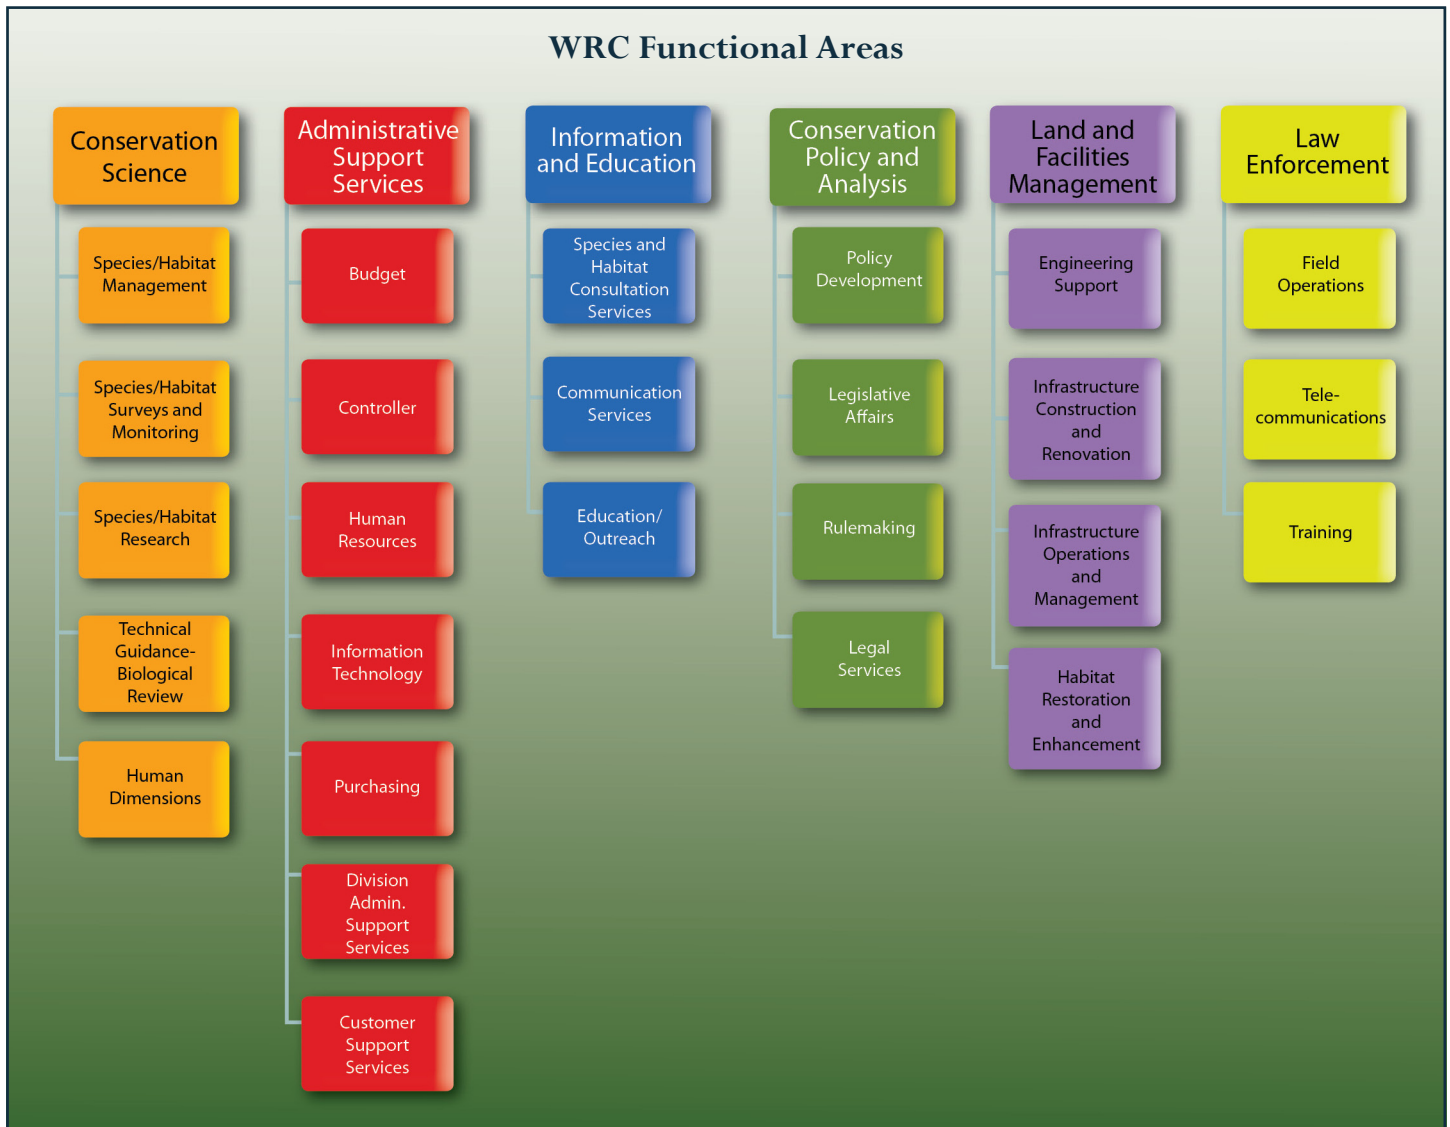 WRC Functional Areas
Conservation
Science
Species/Habitat
Management
Species/Habitat
Surveys and
Monitoring
Species/Habitat
Research
Technical
Guidance-
Biological
Review
Human
Dimensions
Administrative
Support
Services
Budget
Controller
Human
Resources
Information
Technology
Purchasing
Division
Admin.
Support
Services
Customer
Support
Services
Information
and Education
Species and
Habitat
Consultation
Services
Communication
Services
Education/
Outreach
Conservation
Policy and
Analysis
Policy
Development
Legislative
Affairs
Rulemaking
Legal
Services
Land and
Facilities
Management
Engineering
Support
Infrastructure
Construction
and
Renovation
Infrastructure
Operations
and
Management
Habitat
Restoration
and
Enhancement
Law
Enforcement
Field
Operations
Tele-
communications
Training